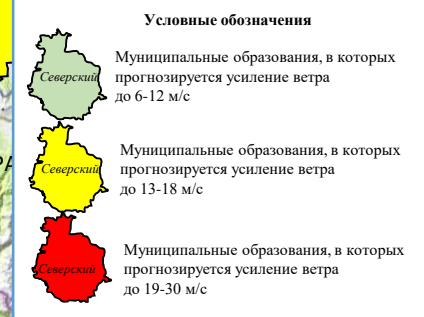 Условные обозначения
Северский
Муниципальные образования, в которых
прогнозируется усиление ветра
до 6-12 м/с
Северский
Муниципальные образования, в которых
прогнозируется усиление ветра
до 13-18 м/с
Северский
Муниципальные образования, в которых
прогнозируется усиление ветра
до 19-30 м/с